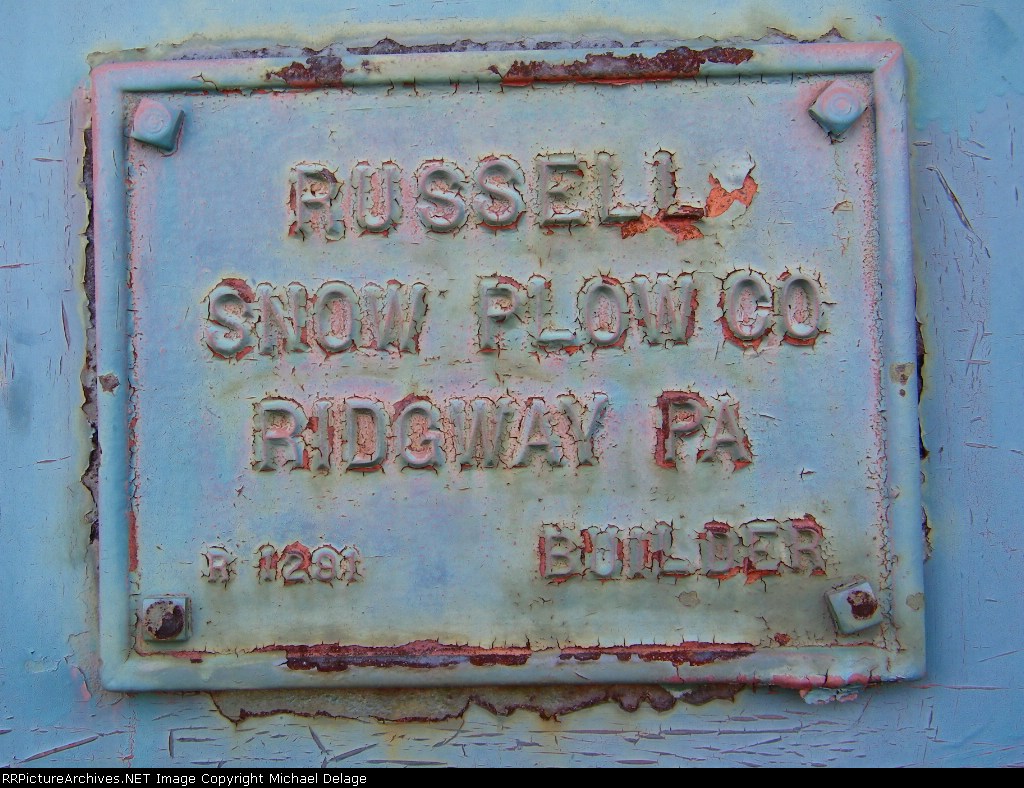 RUSSELL
SNOW PLOW CO
RIDGWAY PA
R 1281 BUILDER
RRPictureArchives.NET Image Copyright Michael Delage